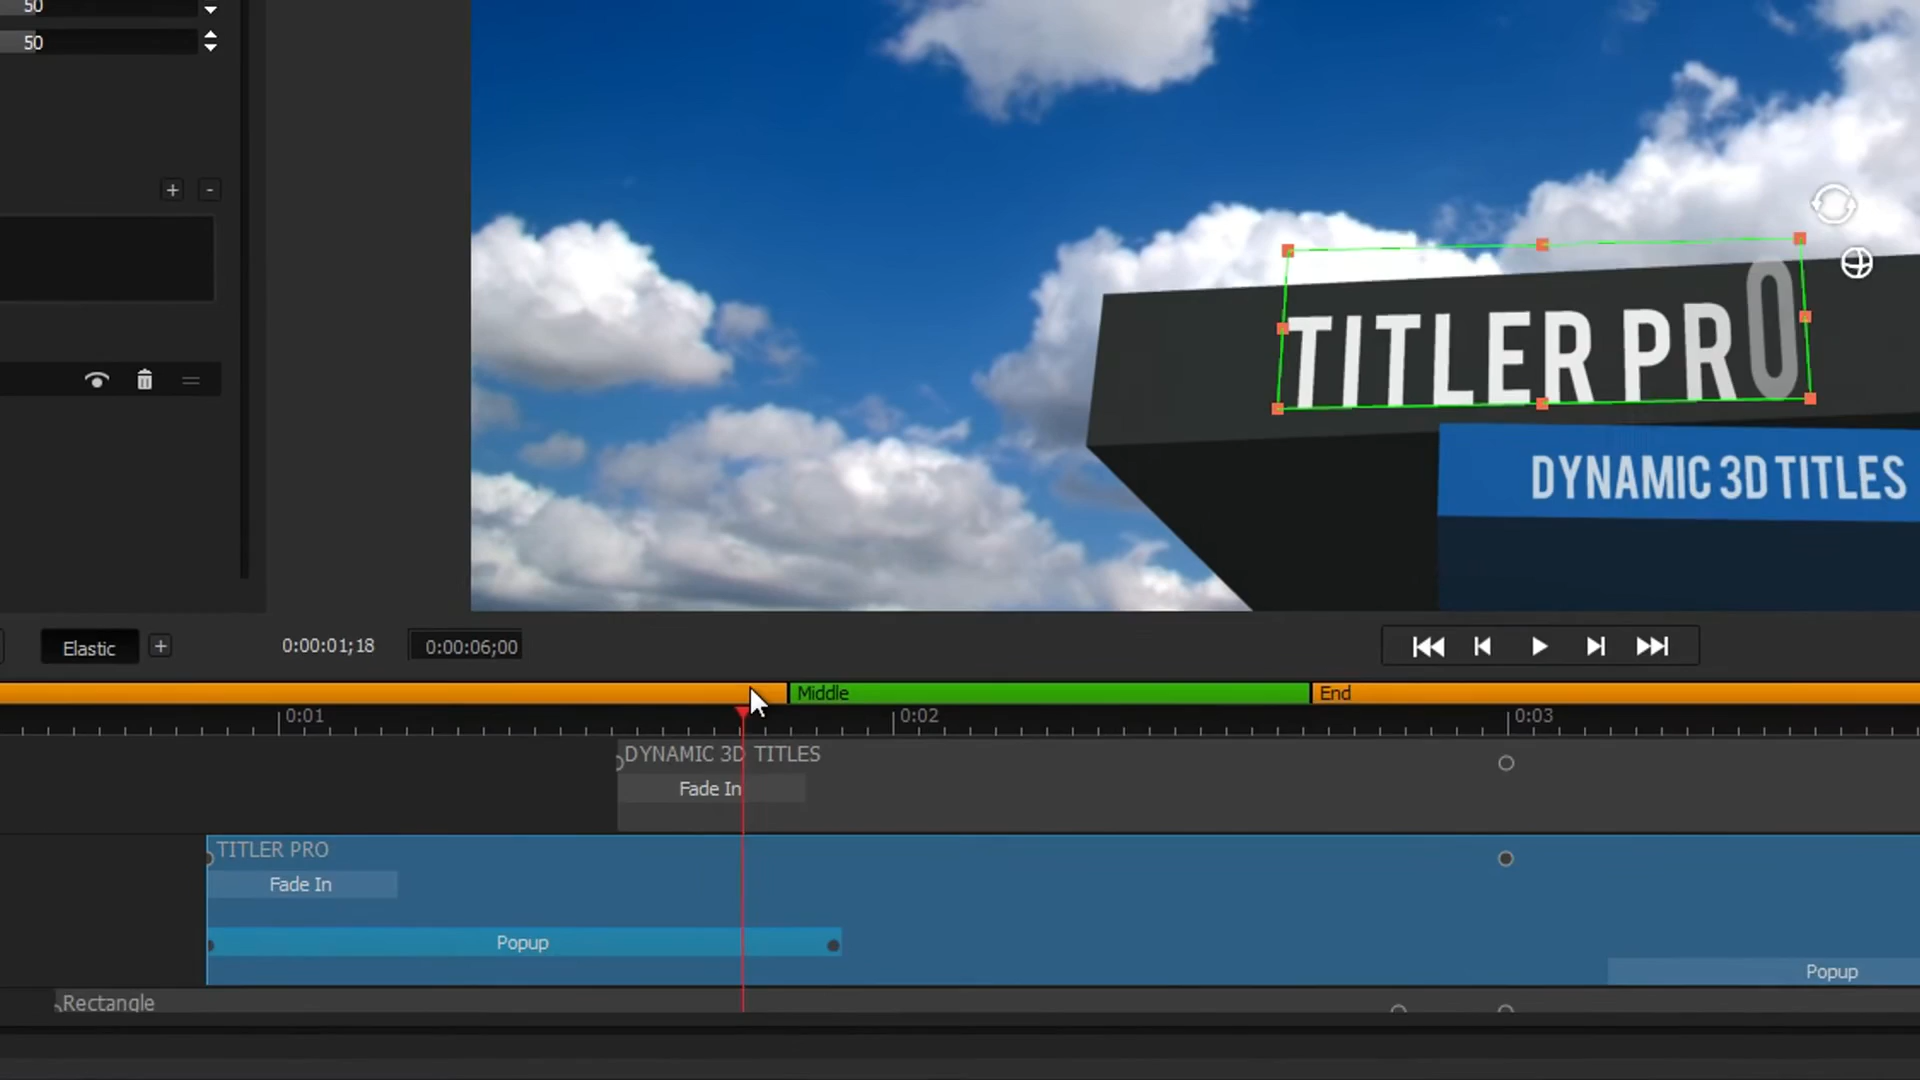 50
50
+ -
TITLER PRO
DYNAMIC 3D TITLES
Elastic +
0:00:01;18
0:00:06;00
Middle
End
0:01
0:02
0:03
DYNAMIC 3D TITLES
Fade In
TITLER PRO
Fade In
Popup
Popup
Rectangle